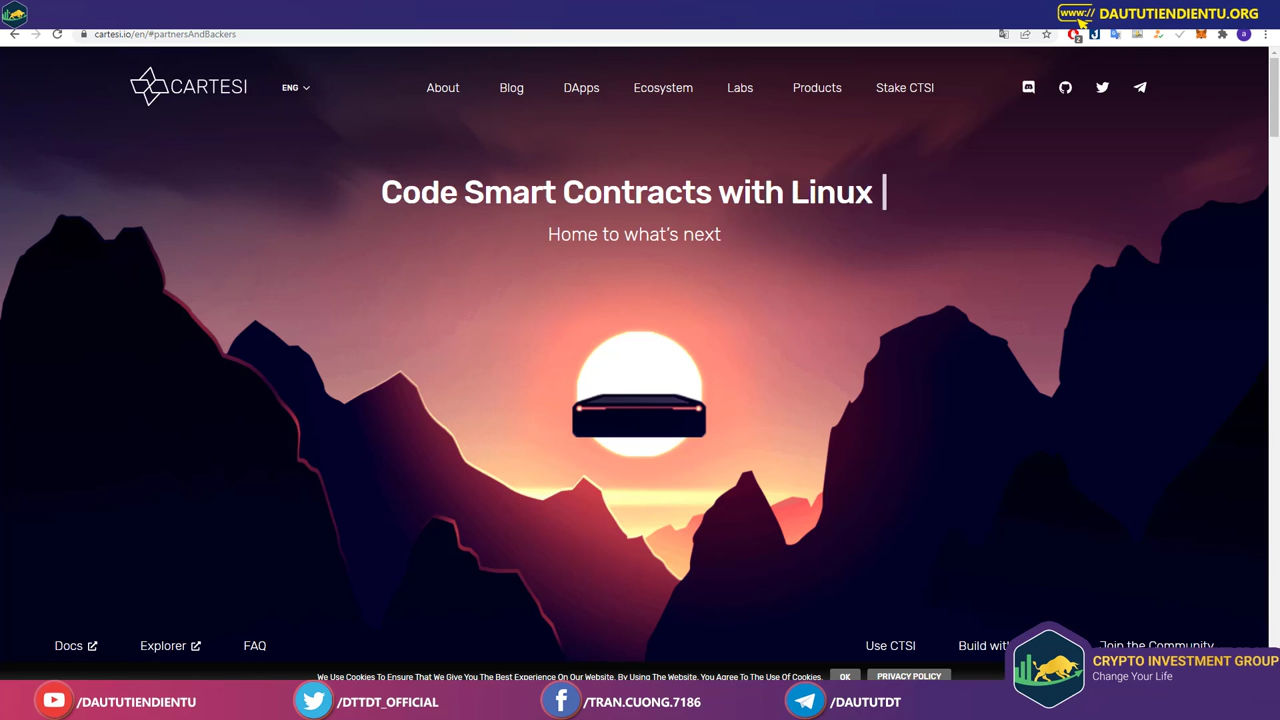 www:// DAUTUTIENDIENTU.ORG
cartesi.io/en/#partnersAndBackers
CARTESI ENG About Blog DApps Ecosystem Labs Products Stake CTSI
Code Smart Contracts with Linux
Home to what's next
Docs Explorer FAQ Use CTSI Build with Join the Community
We Use Cookies To Ensure That We Give You The Best Experience On Our Website. By Using The Website, You Agree To The Use Of Cookies. OK PRIVACY POLICY
CRYPTO INVESTMENT GROUP
Change Your Life
/DAUTUTIENDIENTU /DTTDT_OFFICIAL /TRAN.CUONG.7186 /DAUTUTDT